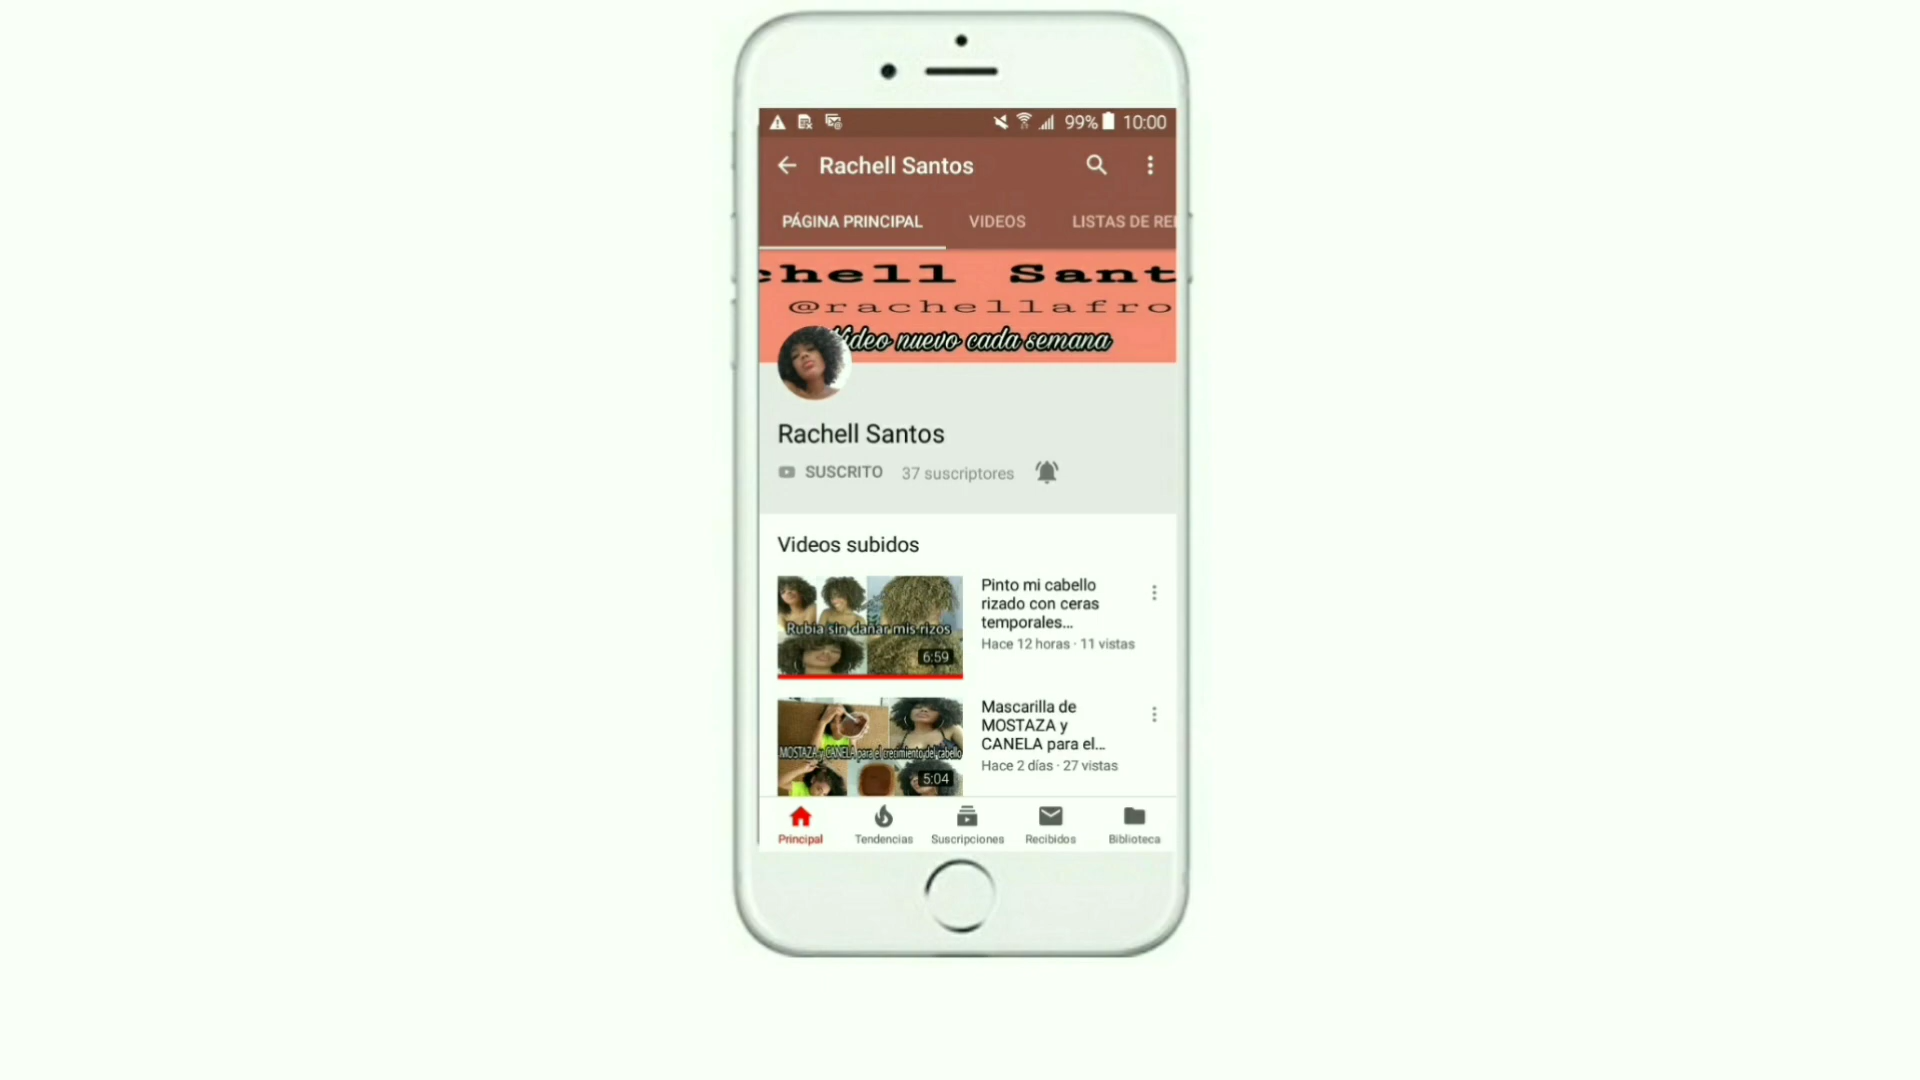 99% 10:00
Rachell Santos
PÁGINA PRINCIPAL VIDEOS LISTAS DE REI
chell Sant
@rachellafro
Video nuevo cada semana
Rachell Santos
SUSCRITO 37 suscriptores
Videos subidos
Rubia sin dañar mis rizos
6:59
Pinto mi cabello
rizado con ceras
temporales...
Hace 12 horas · 11 vistas
MOSTAZA y CANELA para el crecimiento del cabello
5:04
Mascarilla de
MOSTAZA y
CANELA para el...
Hace 2 días · 27 vistas
Principal Tendencias Suscripciones Recibidos Biblioteca